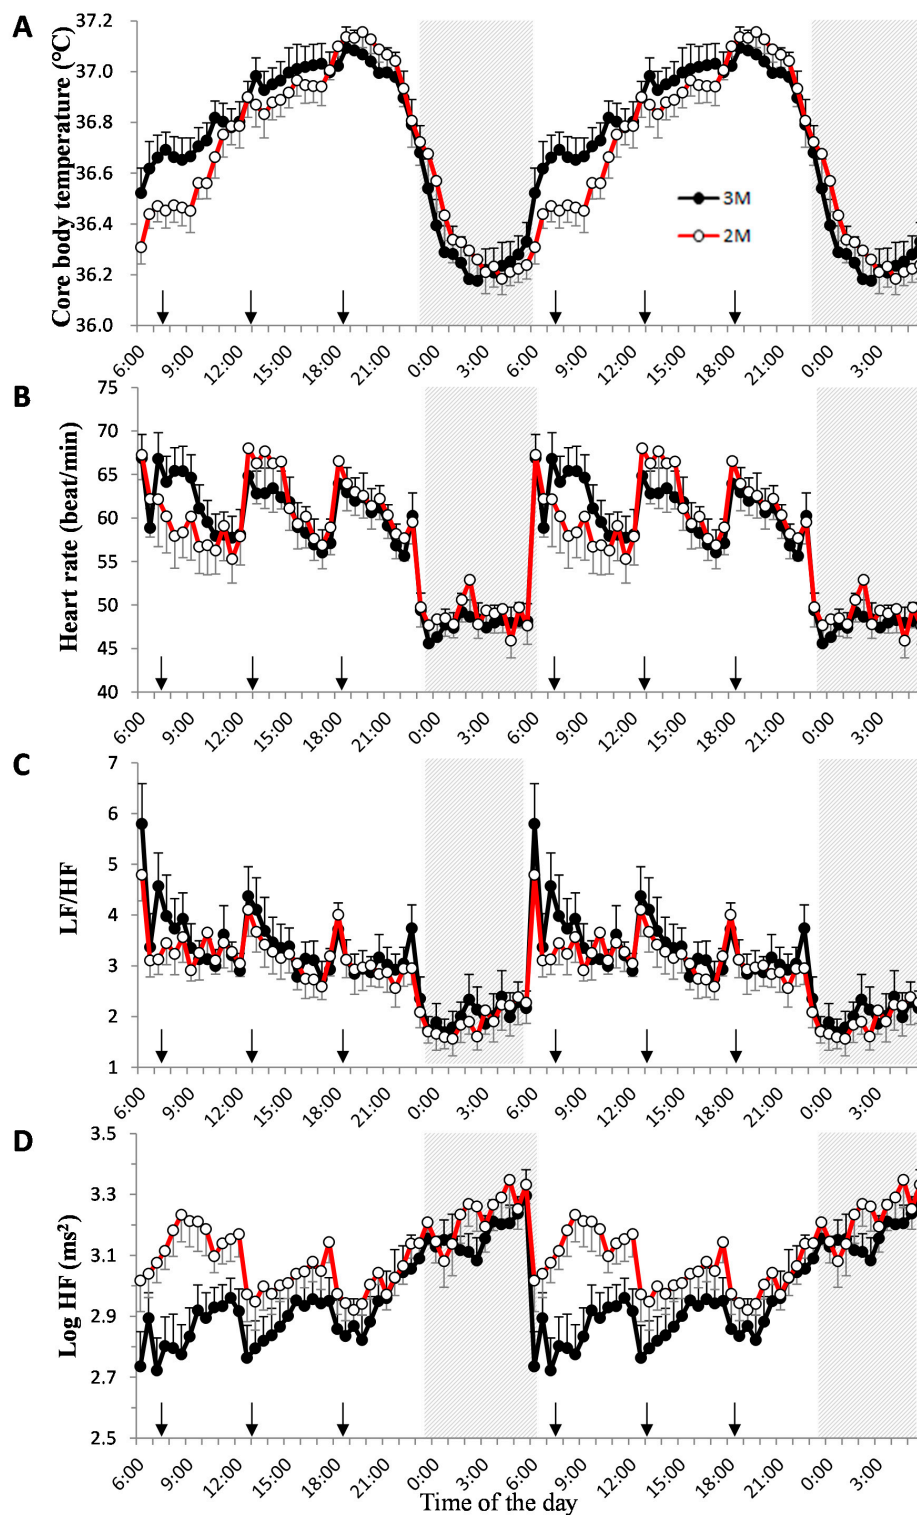 A
Core body temperature (°C)
37.2
37.0
36.8
36.6
36.4
36.2
36.0
3M
2M
6:00 9:00 12:00 15:00 18:00 21:00 0:00 3:00 6:00 9:00 12:00 15:00 18:00 21:00 0:00 3:00
B
Heart rate (beat/min)
75
70
65
60
55
50
45
40
6:00 9:00 12:00 15:00 18:00 21:00 0:00 3:00 6:00 9:00 12:00 15:00 18:00 21:00 0:00 3:00
C
LF/HF
7
6
5
4
3
2
1
6:00 9:00 12:00 15:00 18:00 21:00 0:00 3:00 6:00 9:00 12:00 15:00 18:00 21:00 0:00 3:00
D
Log HF (ms²)
3.5
3.3
3.1
2.9
2.7
2.5
6:00 9:00 12:00 15:00 18:00 21:00 0:00 3:00 6:00 9:00 12:00 15:00 18:00 21:00 0:00 3:00
Time of the day